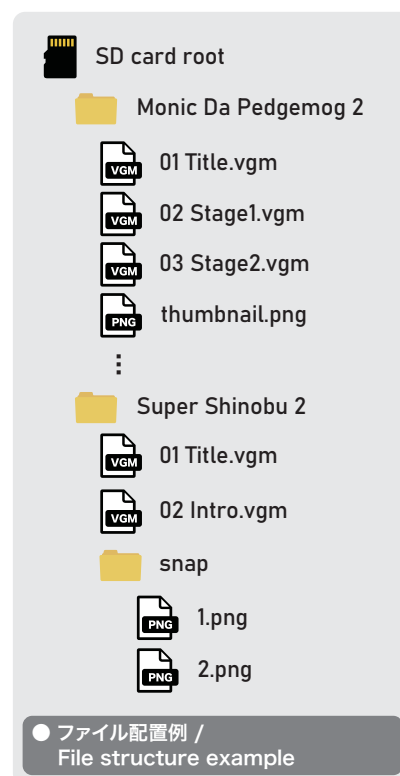 SD card root
Monic Da Pedgemog 2
VGM 01 Title.vgm
VGM 02 Stage1.vgm
VGM 03 Stage2.vgm
PNG thumbnail.png
⋮
Super Shinobu 2
VGM 01 Title.vgm
VGM 02 Intro.vgm
snap
PNG 1.png
PNG 2.png
● ファイル配置例 /
File structure example